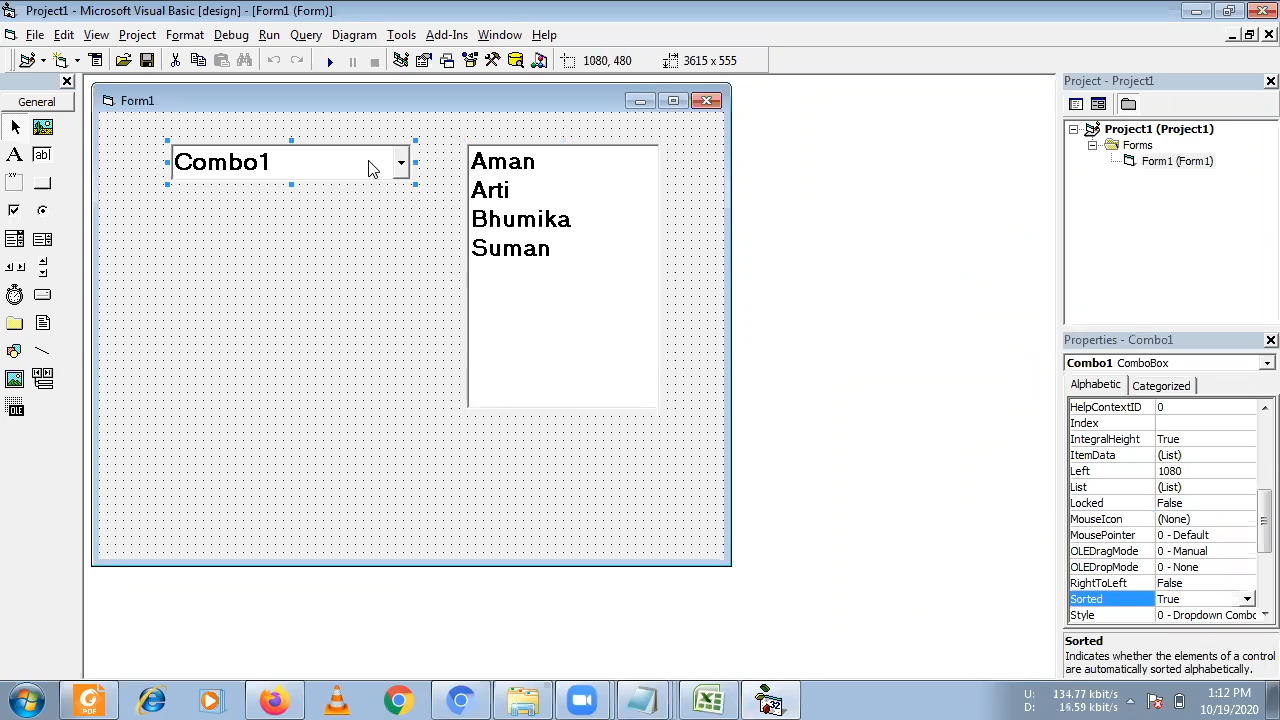 Project1 - Microsoft Visual Basic [design] - [Form1 (Form)]
File Edit View Project Format Debug Run Query Diagram Tools Add-Ins Window Help
1080, 480 3615 x 555
General
Form1
Combo1
Aman
Arti
Bhumika
Suman
A
ab|
OLE
Project - Project1
Project1 (Project1)
Forms
Form1 (Form1)
Properties - Combo1
Combo1 ComboBox
Alphabetic Categorized
HelpContextID 0
Index
IntegralHeight True
ItemData (List)
Left 1080
List (List)
Locked False
MouseIcon (None)
MousePointer 0 - Default
OLEDragMode 0 - Manual
OLEDropMode 0 - None
RightToLeft False
Sorted True
Style 0 - Dropdown Combo
Sorted
Indicates whether the elements of a control
are automatically sorted alphabetically.
PDF
32
U: 134.77 kbit/s
D: 16.59 kbit/s
1:12 PM
10/19/2020